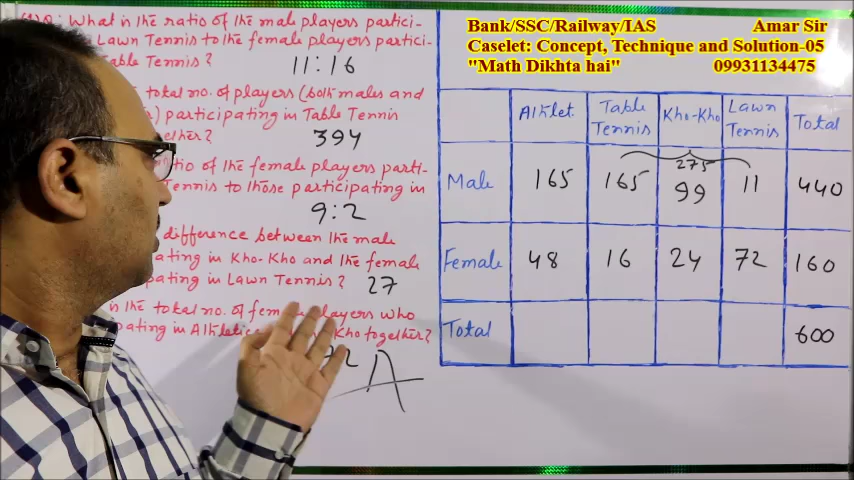 Bank/SSC/Railway/IAS Amar Sir
Caselet: Concept, Technique and Solution-05
"Math Dikhta hai" 09931134475
What is the ratio of the male players partici-
Lawn Tennis to the female players partici-
Table Tennis? 11:16
total no. of players (both males and
participating in Table Tennis
together? 394
of the female players parti-
Tennis to those participating in
9:2
difference between the male
ating in Kho-Kho and the female
pating in Lawn Tennis? 27
the total no. of female players who
pating in Athletics Kho together?
Athlet. Table Tennis Kho-Kho Lawn Tennis Total
275
Male 165 165 99 11 440
Female 48 16 24 72 160
Total 600